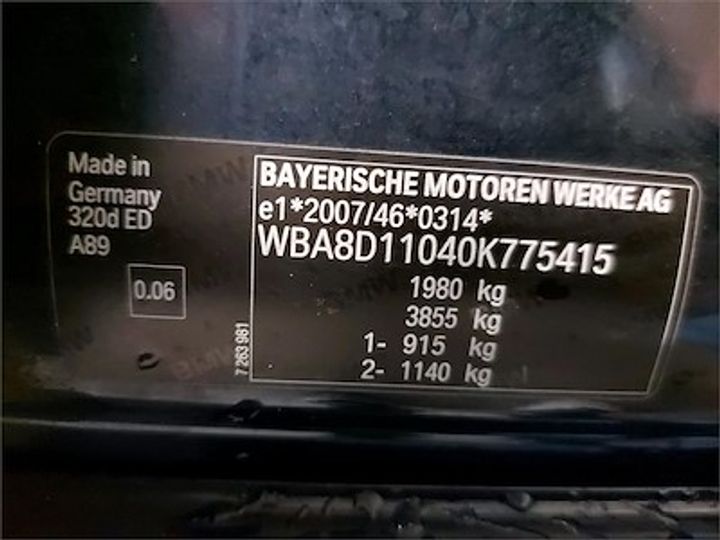 Made in
Germany
320d ED
A89
0.06
7 263 981
BAYERISCHE MOTOREN WERKE AG
e1*2007/46*0314*
WBA8D11040K775415
1980 kg
3855 kg
1- 915 kg
2- 1140 kg